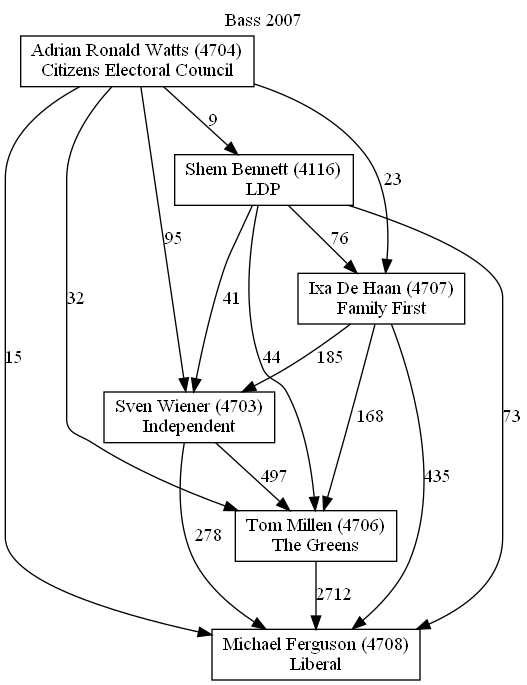 Bass 2007
Adrian Ronald Watts (4704)
Citizens Electoral Council
9
Shem Bennett (4116)
LDP
23
95
76
Ixa De Haan (4707)
Family First
32
41
15
44
185
Sven Wiener (4703)
Independent
168
73
497
435
278
Tom Millen (4706)
The Greens
2712
Michael Ferguson (4708)
Liberal